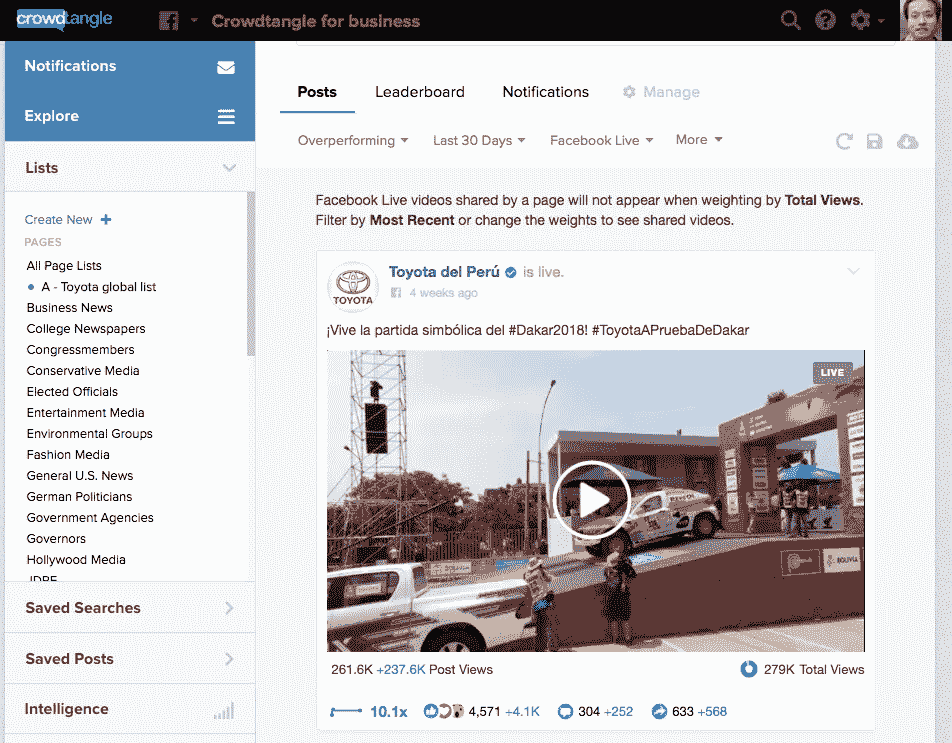 crowdtangle
Crowdtangle for business
Notifications
Explore
Lists
Create New +
PAGES
All Page Lists
A - Toyota global list
Business News
College Newspapers
Congressmembers
Conservative Media
Elected Officials
Entertainment Media
Environmental Groups
Fashion Media
General U.S. News
German Politicians
Government Agencies
Governors
Hollywood Media
Saved Searches
Saved Posts
Intelligence
Posts Leaderboard Notifications Manage
Overperforming Last 30 Days Facebook Live More
Facebook Live videos shared by a page will not appear when weighting by Total Views.
Filter by Most Recent or change the weights to see shared videos.
TOYOTA
Toyota del Perú is live.
4 weeks ago
¡Vive la partida simbólica del #Dakar2018! #ToyotaAPruebaDeDakar
LIVE
BOLIVIA
261.6K +237.6K Post Views 279K Total Views
10.1x 4,571 +4.1K 304 +252 633 +568